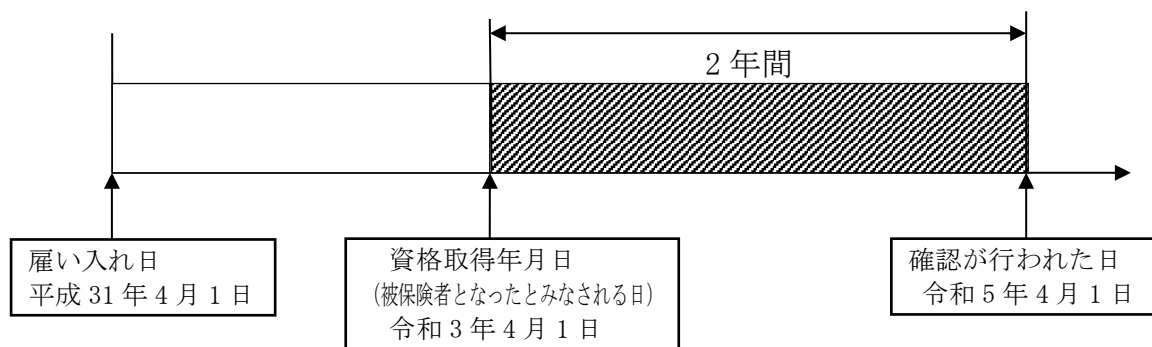 2年間
雇い入れ日
平成31年4月1日
資格取得年月日
(被保険者となったとみなされる日)
令和3年4月1日
確認が行われた日
令和5年4月1日